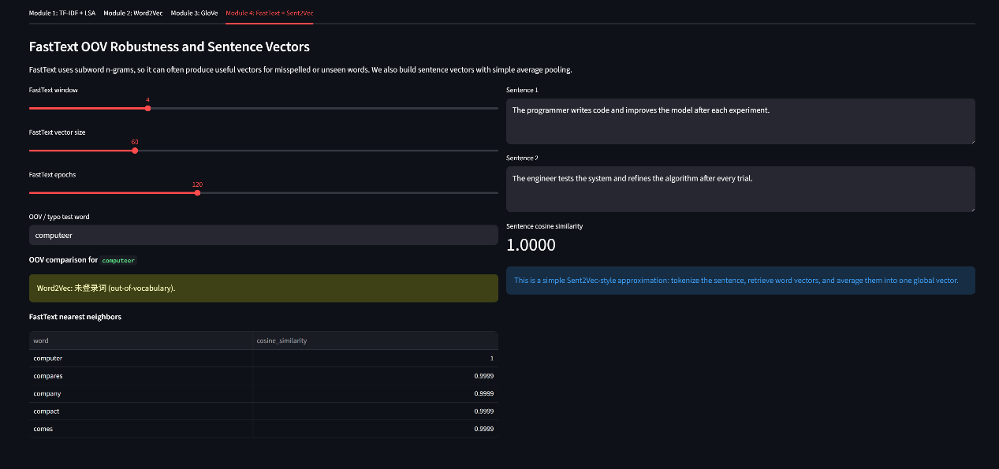 Module 1: TF-IDF + LSA Module 2: Word2Vec Module 3: GloVe Module 4: FastText + Sent2Vec
FastText OOV Robustness and Sentence Vectors
FastText uses subword n-grams, so it can often produce useful vectors for misspelled or unseen words. We also build sentence vectors with simple average pooling.
FastText window
4
FastText vector size
60
FastText epochs
120
OOV / typo test word
computeer
OOV comparison for computeer
Word2Vec: 未登录词 (out-of-vocabulary).
FastText nearest neighbors
word cosine_similarity
computer 1
compares 0.9999
company 0.9999
compact 0.9999
comes 0.9999
Sentence 1
The programmer writes code and improves the model after each experiment.
Sentence 2
The engineer tests the system and refines the algorithm after every trial.
Sentence cosine similarity
1.0000
This is a simple Sent2Vec-style approximation: tokenize the sentence, retrieve word vectors, and average them into one global vector.